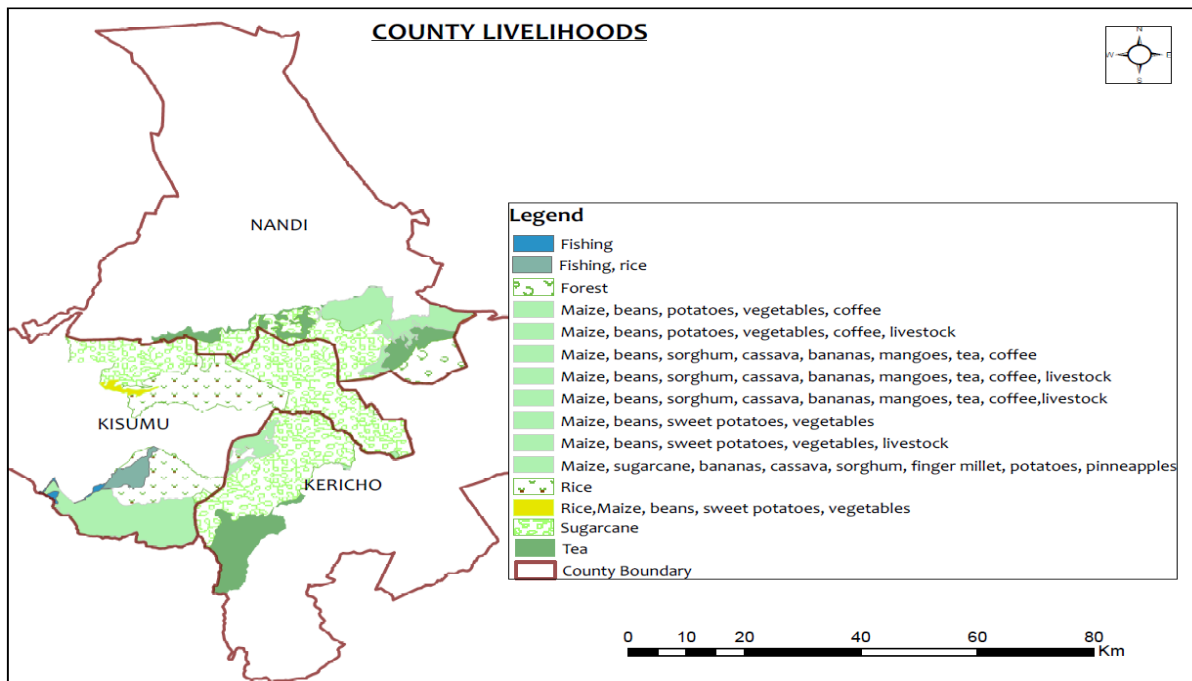 COUNTY LIVELIHOODS
N
W E
S
NANDI
KISUMU
KERICHO
Legend
Fishing
Fishing, rice
Forest
Maize, beans, potatoes, vegetables, coffee
Maize, beans, potatoes, vegetables, coffee, livestock
Maize, beans, sorghum, cassava, bananas, mangoes, tea, coffee
Maize, beans, sorghum, cassava, bananas, mangoes, tea, coffee, livestock
Maize, beans, sorghum, cassava, bananas, mangoes, tea, coffee,livestock
Maize, beans, sweet potatoes, vegetables
Maize, beans, sweet potatoes, vegetables, livestock
Maize, sugarcane, bananas, cassava, sorghum, finger millet, potatoes, pinneapples
Rice
Rice,Maize, beans, sweet potatoes, vegetables
Sugarcane
Tea
County Boundary
0 10 20 40 60 80
Km